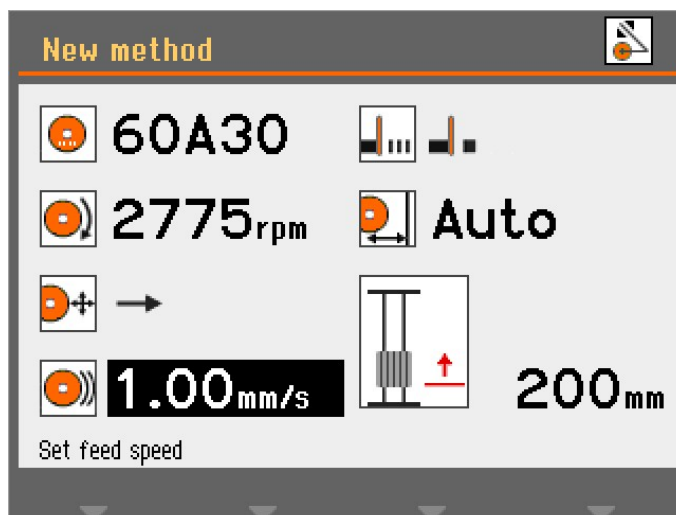 New method
60A30
2775rpm
Auto
1.00mm/s
200mm
Set feed speed